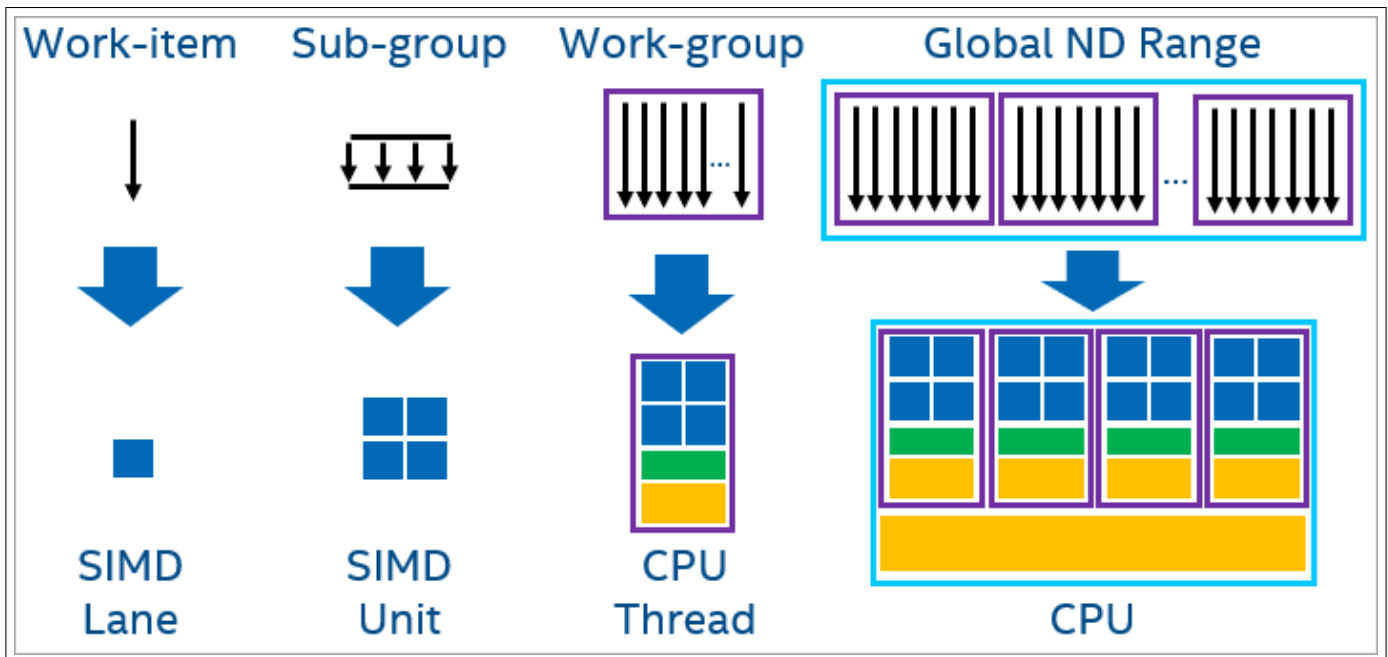 Work-item
Sub-group
Work-group
Global ND Range
...
...
SIMD
Lane
SIMD
Unit
CPU
Thread
CPU